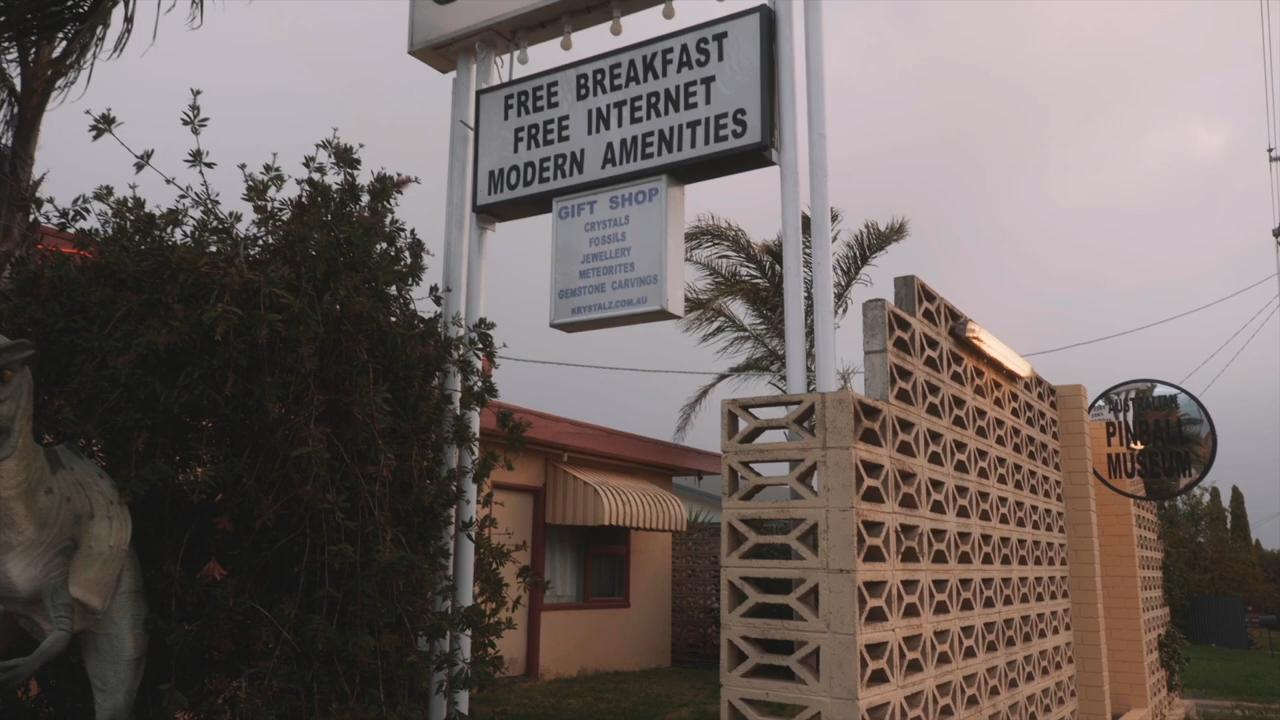 FREE BREAKFAST
FREE INTERNET
MODERN AMENITIES
GIFT SHOP
CRYSTALS
FOSSILS
JEWELLERY
METEORITES
GEMSTONE CARVINGS
KRYSTALZ.COM.AU
PINBALL
MUSEUM